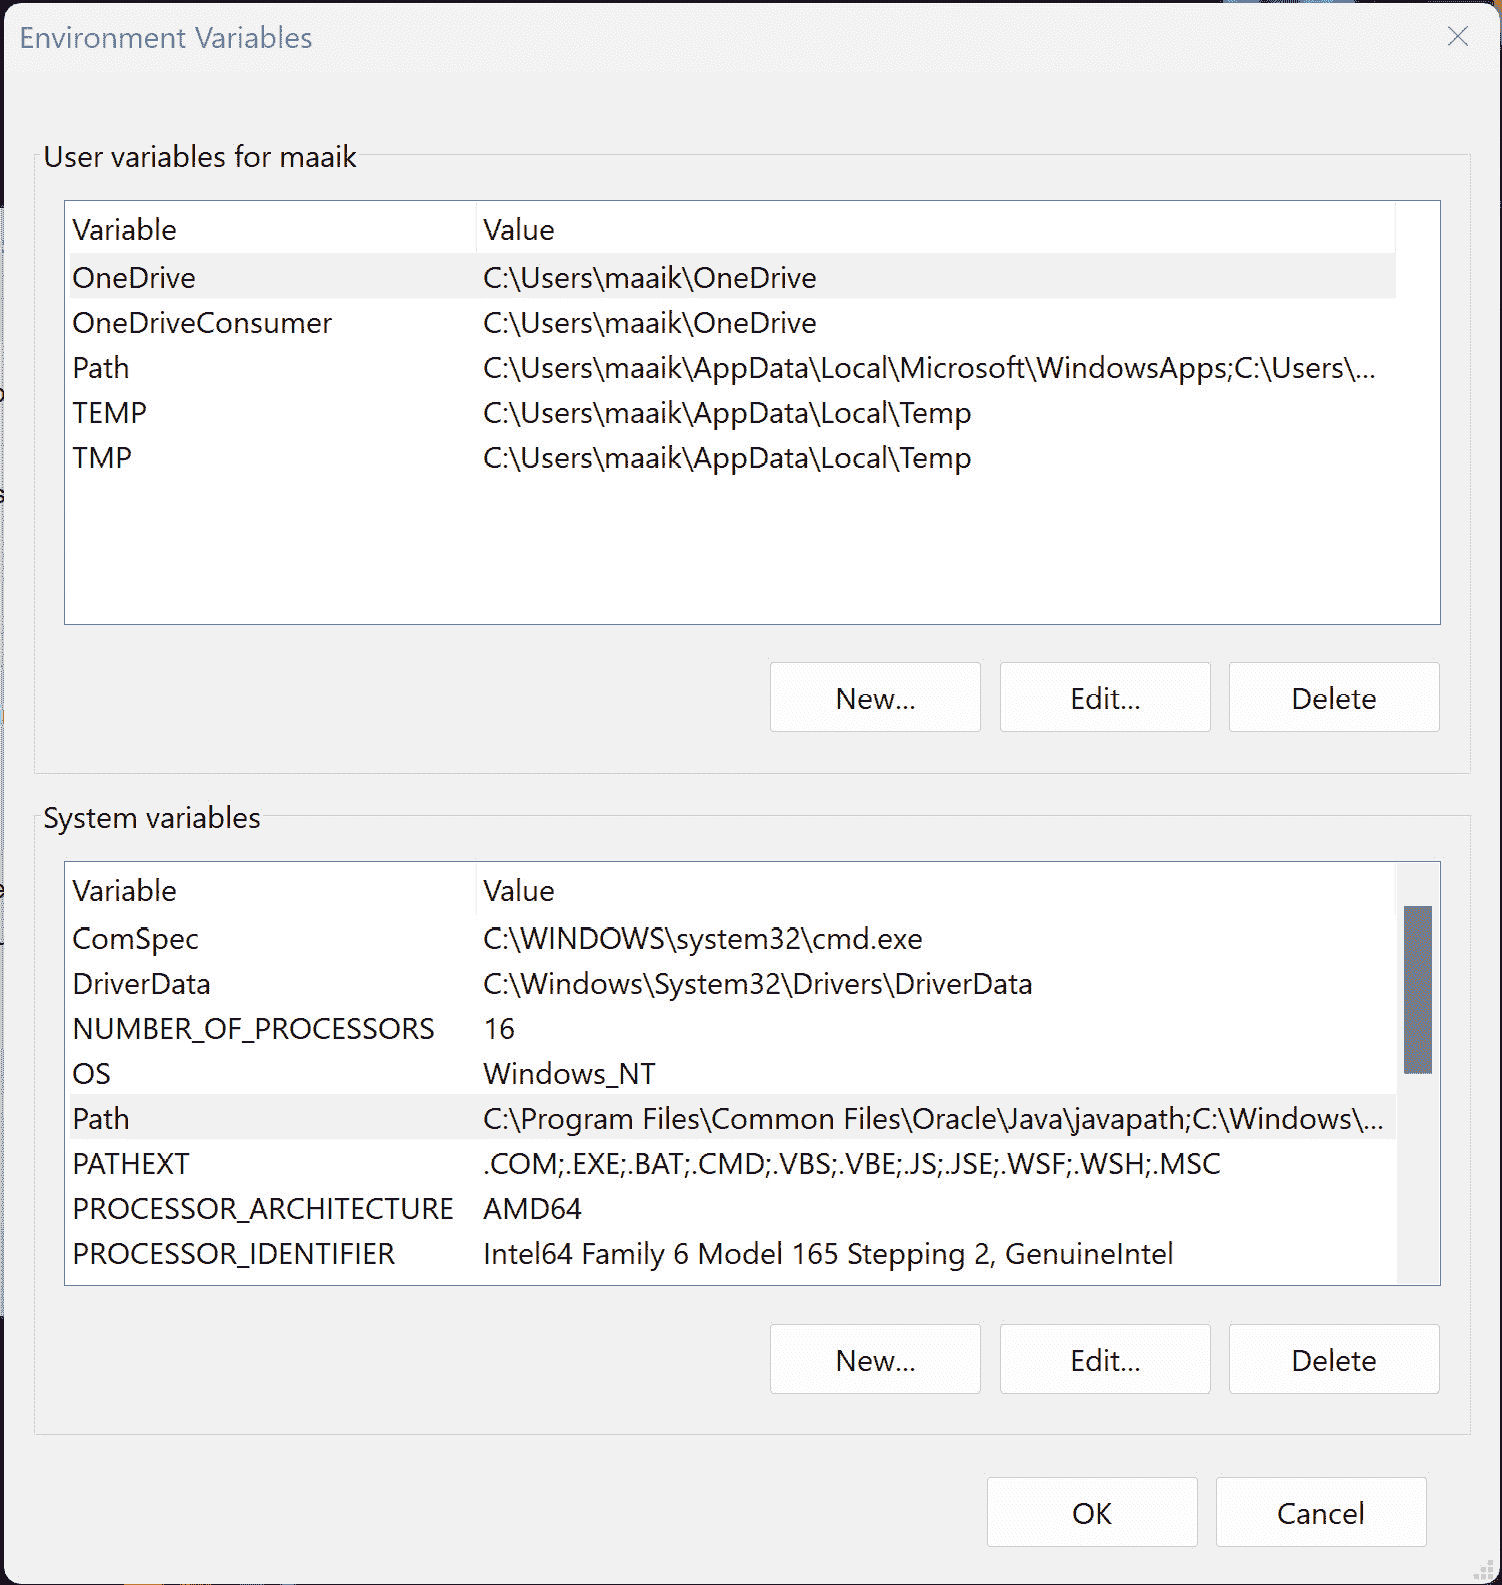 Environment Variables
User variables for maaik
Variable Value
OneDrive C:\Users\maaik\OneDrive
OneDriveConsumer C:\Users\maaik\OneDrive
Path C:\Users\maaik\AppData\Local\Microsoft\WindowsApps;C:\Users\...
TEMP C:\Users\maaik\AppData\Local\Temp
TMP C:\Users\maaik\AppData\Local\Temp
New... Edit... Delete
System variables
Variable Value
ComSpec C:\WINDOWS\system32\cmd.exe
DriverData C:\Windows\System32\Drivers\DriverData
NUMBER_OF_PROCESSORS 16
OS Windows_NT
Path C:\Program Files\Common Files\Oracle\Java\javapath;C:\Windows\...
PATHEXT .COM;.EXE;.BAT;.CMD;.VBS;.VBE;.JS;.JSE;.WSF;.WSH;.MSC
PROCESSOR_ARCHITECTURE AMD64
PROCESSOR_IDENTIFIER Intel64 Family 6 Model 165 Stepping 2, GenuineIntel
New... Edit... Delete
OK Cancel